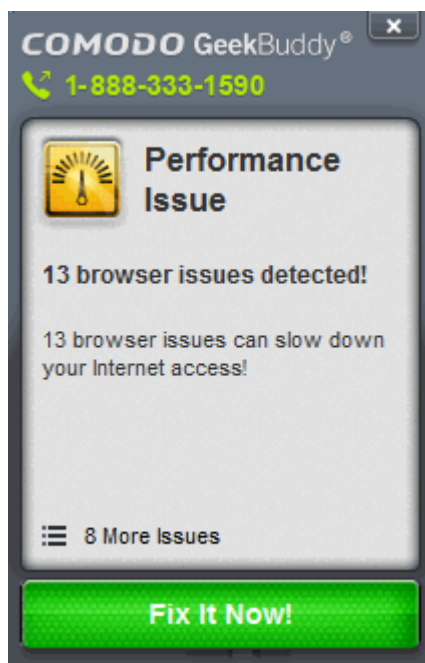 COMODO GeekBuddy®
1-888-333-1590
Performance
Issue
13 browser issues detected!
13 browser issues can slow down
your Internet access!
8 More Issues
Fix It Now!